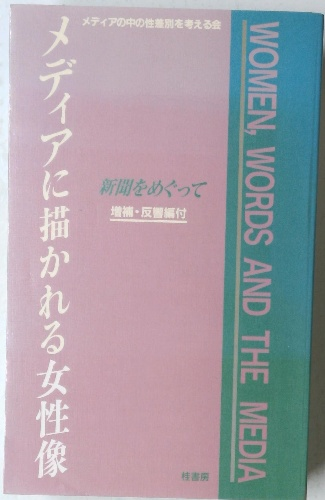 メディアの中の性差別を考える会
メディアに描かれる女性像
新聞をめぐって
増補・反響編付
WOMEN, WORDS AND THE MEDIA
桂書房